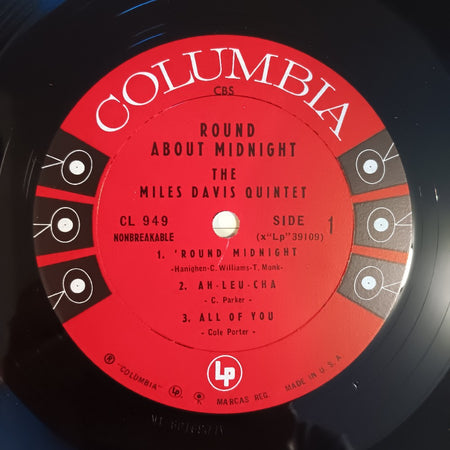 COLUMBIA
CBS
ROUND
ABOUT MIDNIGHT
THE
MILES DAVIS QUINTET
CL 949
NONBREAKABLE
SIDE 1
(x"Lp"39109)
1. 'ROUND MIDNIGHT
-Hanighen-C. Williams-T. Monk-
2. AH-LEU-CHA
- C. Parker -
3. ALL OF YOU
- Cole Porter -
Lp
® "COLUMBIA" MARCAS REG. MADE IN U.S.A.